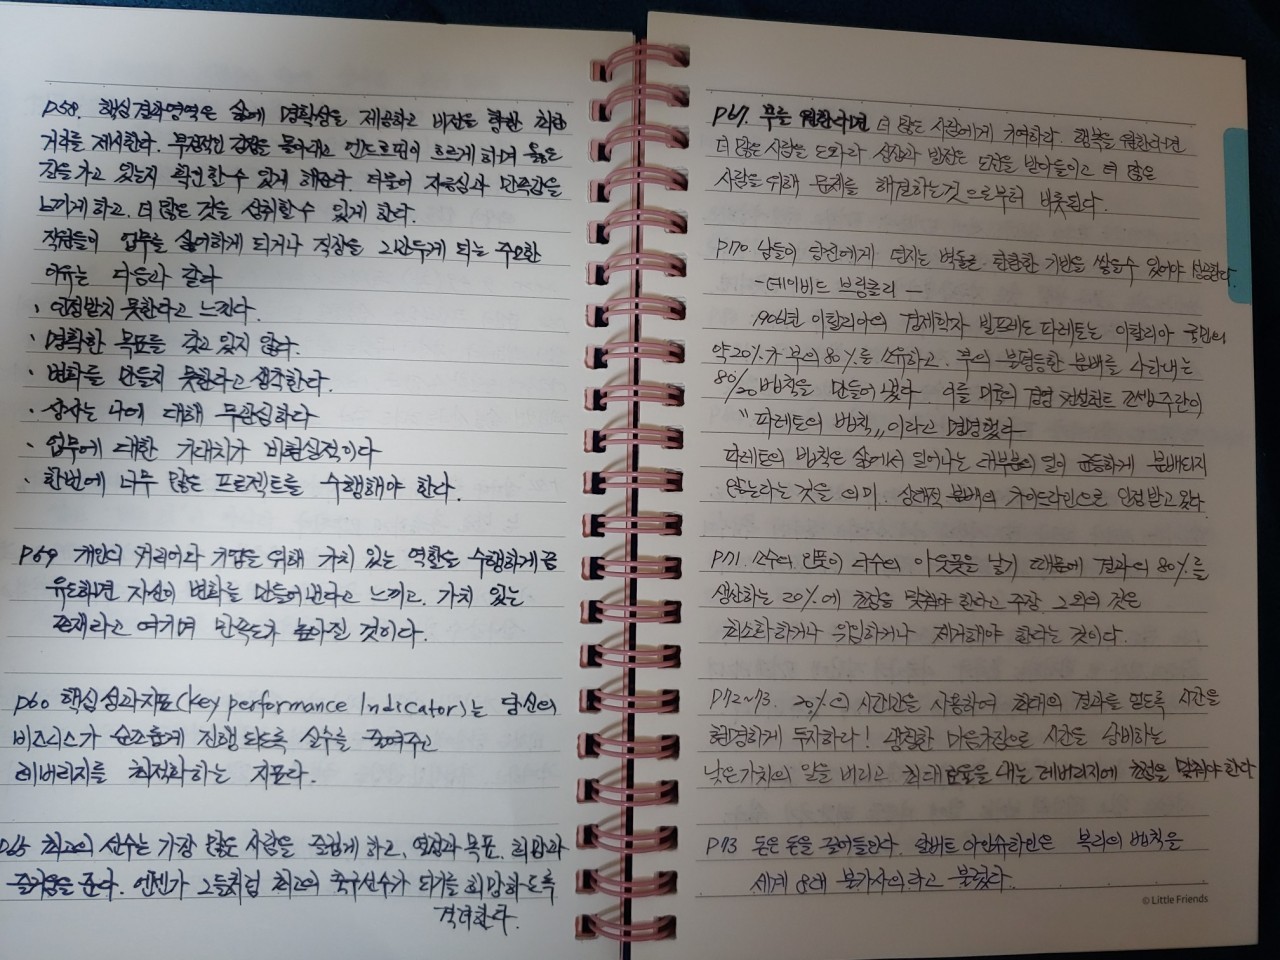 P58. 핵심결과영역은 삶에 명확성을 제공하고 비전을 향한 최단
거리를 제시한다. 부정적인 감정을 몰아내고 엔도르핀이 흐르게 하며 옳은
길을 가고 있는지 확인할 수 있게 해준다. 더불어 자긍심과 만족감을
느끼게 하고, 더 많은 것을 성취할 수 있게 한다.
직원들이 업무를 싫어하게 되거나 직장을 그만두게 되는 주요한
이유는 다음과 같다
· 인정받지 못한다고 느낀다.
· 명확한 목표를 갖고 있지 않다.
· 변화를 만들지 못한다고 생각한다.
· 상사는 나에 대해 무관심하다
· 업무에 대한 기대치가 비현실적이다
· 한번에 너무 많은 프로젝트를 수행해야 한다.
P69 개인의 커리어와 기업을 위해 가치 있는 역할을 수행하게끔
유도하면 자신이 변화를 만들어낸다고 느끼고, 가치 있는
존재라고 여기며 만족도가 높아질 것이다.
P60 핵심성과지표(key performance Indicator)는 당신의
비즈니스가 순조롭게 진행되도록 실수를 줄여주고
레버리지를 최적화하는 지표다.
P65 최고의 선수는 가장 많은 사람을 즐겁게 하고, 열정과 목표, 희망과
즐거움을 준다. 언젠가 그들처럼 최고의 축구선수가 되기를 희망하도록
격려한다.
P67. 부를 원한다면 더 많은 사람에게 기여하라. 행복을 원한다면
더 많은 사람을 도와라 성장과 발전은 도전을 받아들이고 더 많은
사람을 위해 문제를 해결하는 것으로부터 비롯된다.
P70 남들이 당신에게 던지는 벽돌로 탄탄한 기반을 쌓을 수 있어야 성공한다.
- 데이비드 브링클리 -
1906년 이탈리아의 경제학자 빌프레도 파레토는 이탈리아 국민의
약 20%가 부의 80%를 소유하고, 부의 불평등한 분배를 나타내는
80/20 법칙을 만들어 냈다 이를 미국의 경영 컨설턴트 조셉 주란이
"파레토의 법칙"이라고 명명했다
파레토의 법칙은 삶에서 일어나는 대부분의 일이 균등하게 분배되지
않는다는 것을 의미. 상대적 분배의 가이드라인으로 인정받고 왔다.
P71. 소수의 인풋이 다수의 아웃풋을 낳기 때문에 결과의 80%를
생산하는 20%에 초점을 맞춰야 한다고 주장. 그 외의 것은
최소화하거나 위임하거나 제거해야 한다는 것이다.
P72~73. 20%의 시간만을 사용하여 최대의 결과를 얻도록 시간을
현명하게 투자하라! 마음가짐으로 시간을 낭비하는
낮은가치의 일을 버리고 최대효율을 내는 레버리지에 초점을 맞춰야 한다
P73 돈은 돈을 끌어들인다. 알버트 아인슈타인은 복리의 법칙을
세계 8대 불가사의라고 불렀다.
© Little Friends